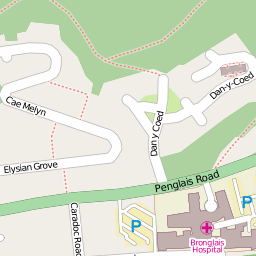 Cae Melyn
Dan-y-Coed
Dan y Coed
Elysian Grove
Penglais Road
Caradoc Road
P
P
Bronglais
Hospital